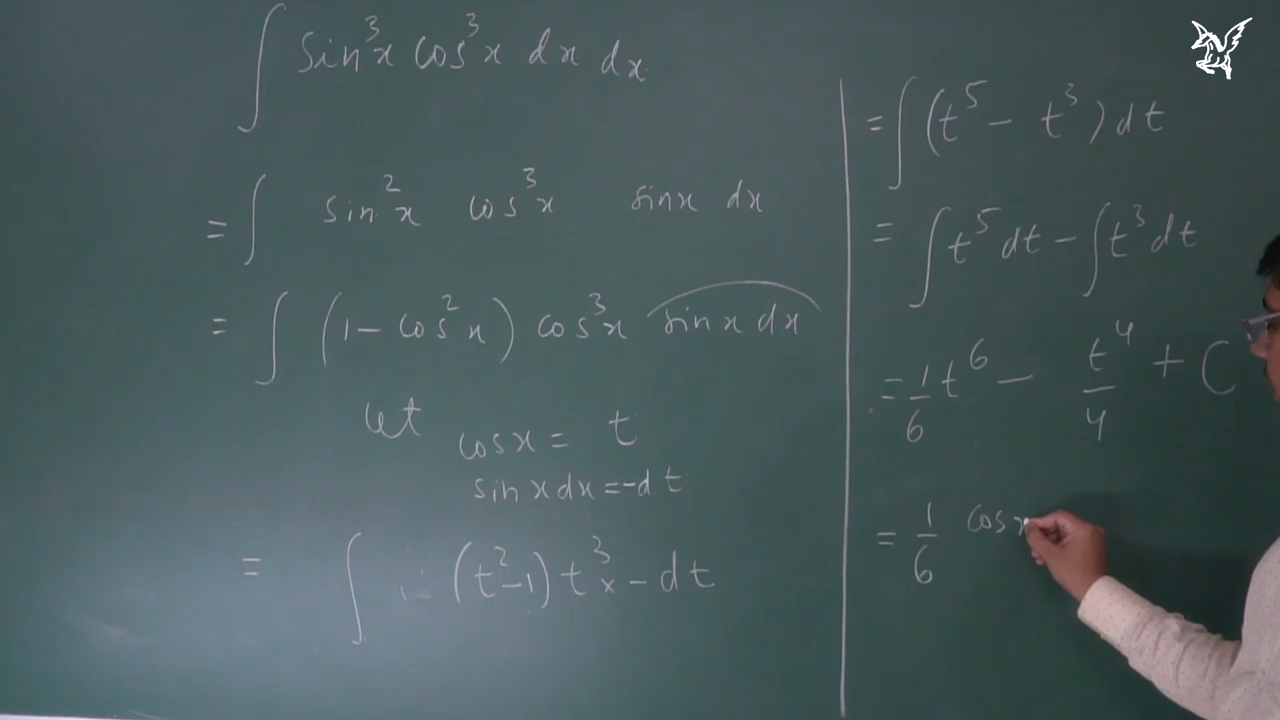 ∫ sin³x cos³x dx dx
= ∫ sin²x cos³x sinx dx
= ∫ (1 - cos²x) cos³x sinx dx
let cosx = t
sinx dx = -dt
= ∫ (t²-1) t³ x - dt
= ∫ (t⁵ - t³) dt
= ∫ t⁵ dt - ∫ t³ dt
= 1/6 t⁶ - t⁴/4 + C
= 1/6 cosx